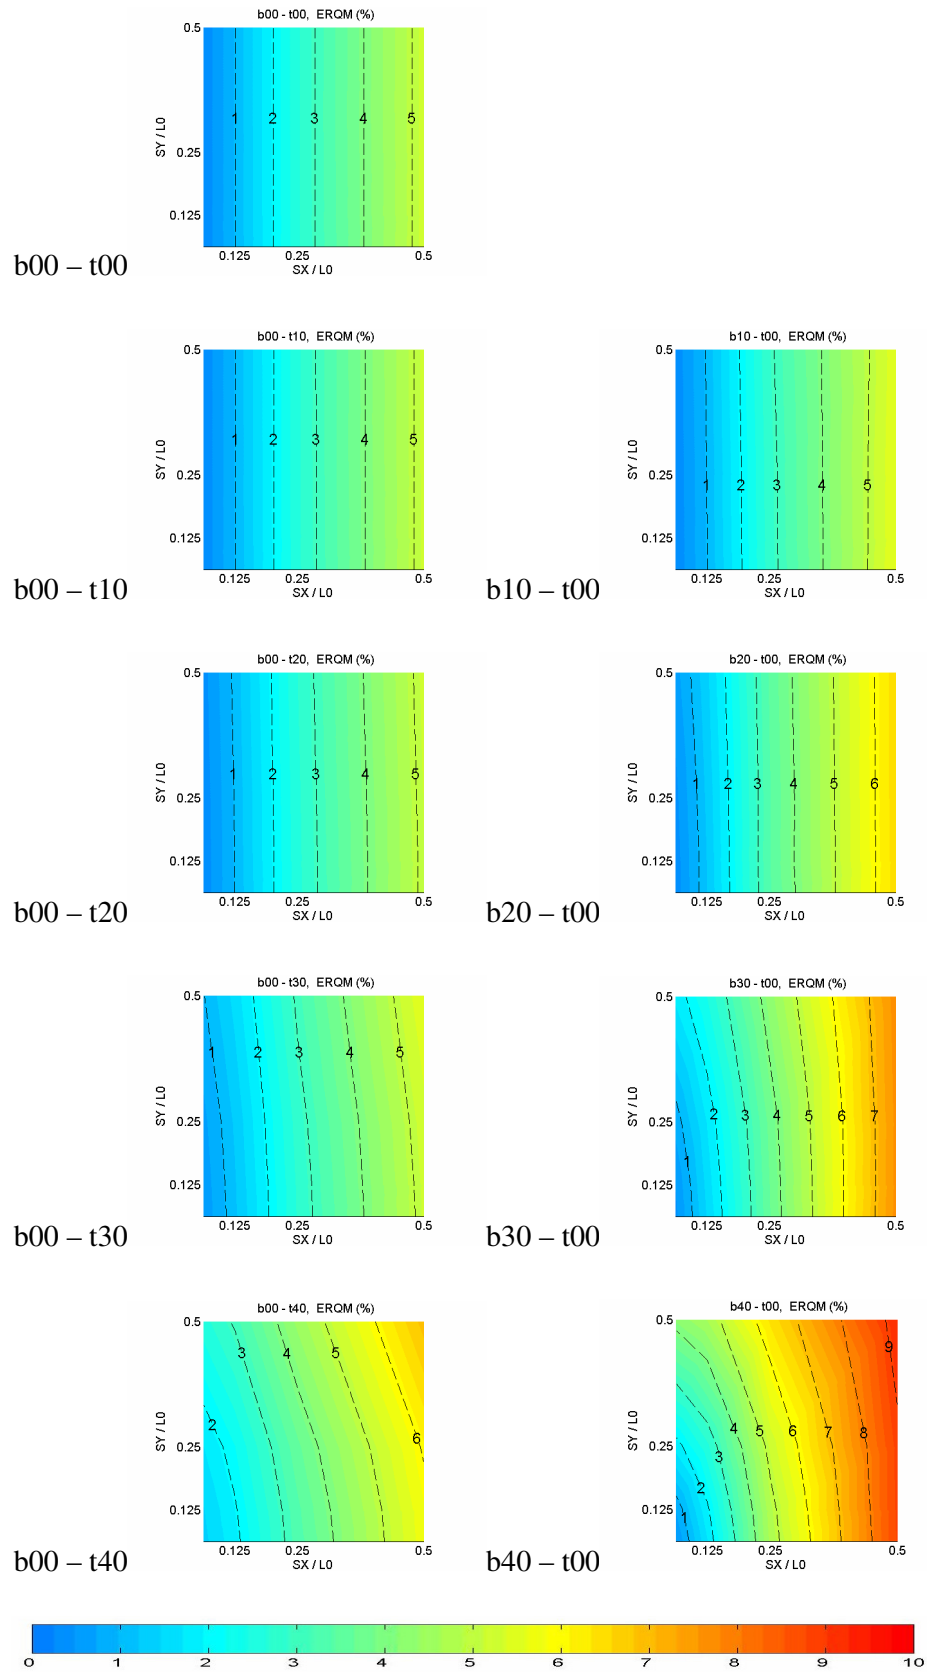 b00 - t00, ERQM (%)
0.5
1 2 3 4 5
SY / L0
0.25
0.125
0.125 0.25 0.5
SX / L0
b00 – t00
b00 - t10, ERQM (%)
0.5
1 2 3 4 5
SY / L0
0.25
0.125
0.125 0.25 0.5
SX / L0
b00 – t10
b10 - t00, ERQM (%)
0.5
SY / L0
0.25
1 2 3 4 5
0.125
0.125 0.25 0.5
SX / L0
b10 – t00
b00 - t20, ERQM (%)
0.5
1 2 3 4 5
SY / L0
0.25
0.125
0.125 0.25 0.5
SX / L0
b00 – t20
b20 - t00, ERQM (%)
0.5
1 2 3 4 5 6
SY / L0
0.25
0.125
0.125 0.25 0.5
SX / L0
b20 – t00
b00 - t30, ERQM (%)
0.5
1 2 3 4 5
SY / L0
0.25
0.125
0.125 0.25 0.5
SX / L0
b00 – t30
b30 - t00, ERQM (%)
0.5
SY / L0
2 3 4 5 6 7
0.25
1
0.125
0.125 0.25 0.5
SX / L0
b30 – t00
b00 - t40, ERQM (%)
0.5
3 4 5
2
6
SY / L0
0.25
0.125
0.125 0.25 0.5
SX / L0
b00 – t40
b40 - t00, ERQM (%)
0.5
9
4 5 6 7 8
SY / L0
0.25
3
2
0.125
1
0.125 0.25 0.5
SX / L0
b40 – t00
0 1 2 3 4 5 6 7 8 9 10